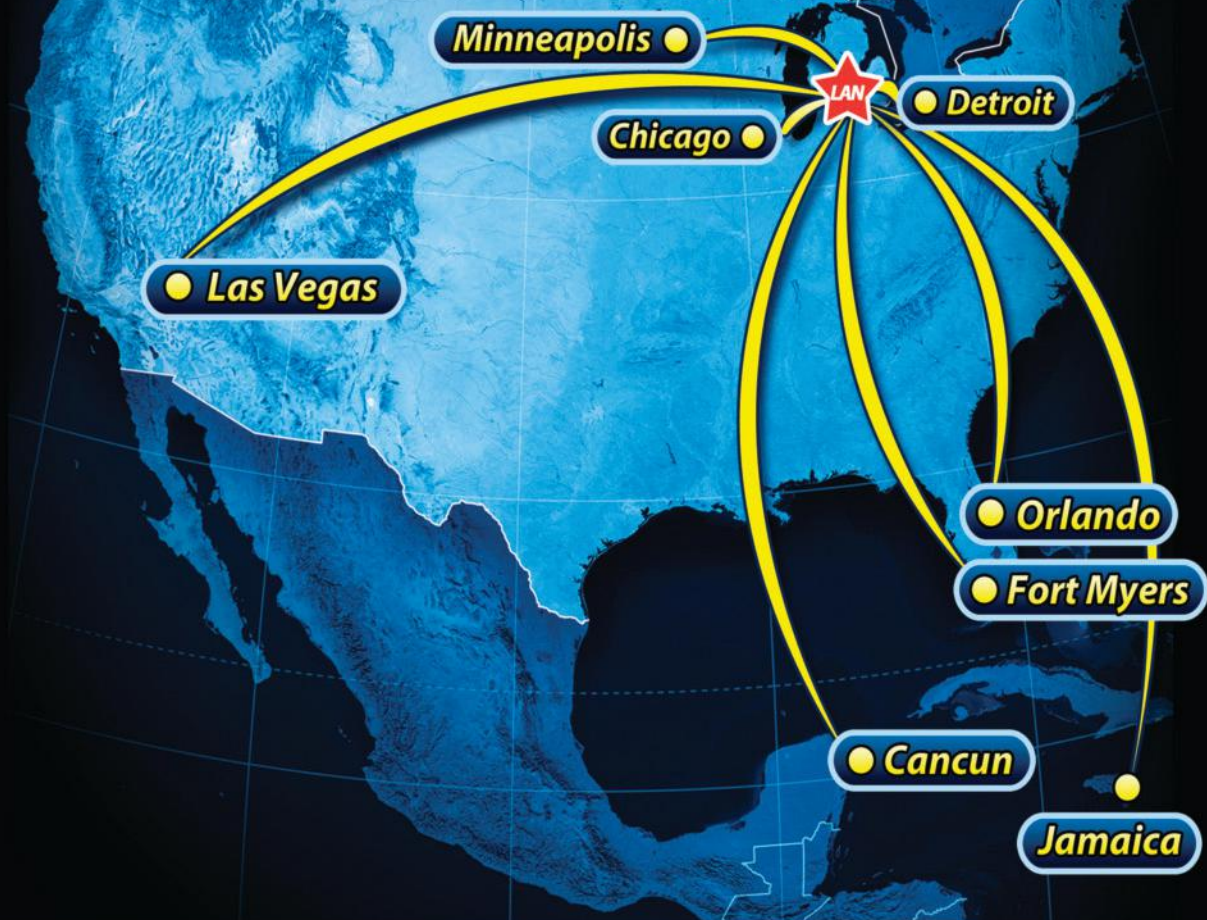 Minneapolis
LAN
Detroit
Chicago
Las Vegas
Orlando
Fort Myers
Cancun
Jamaica